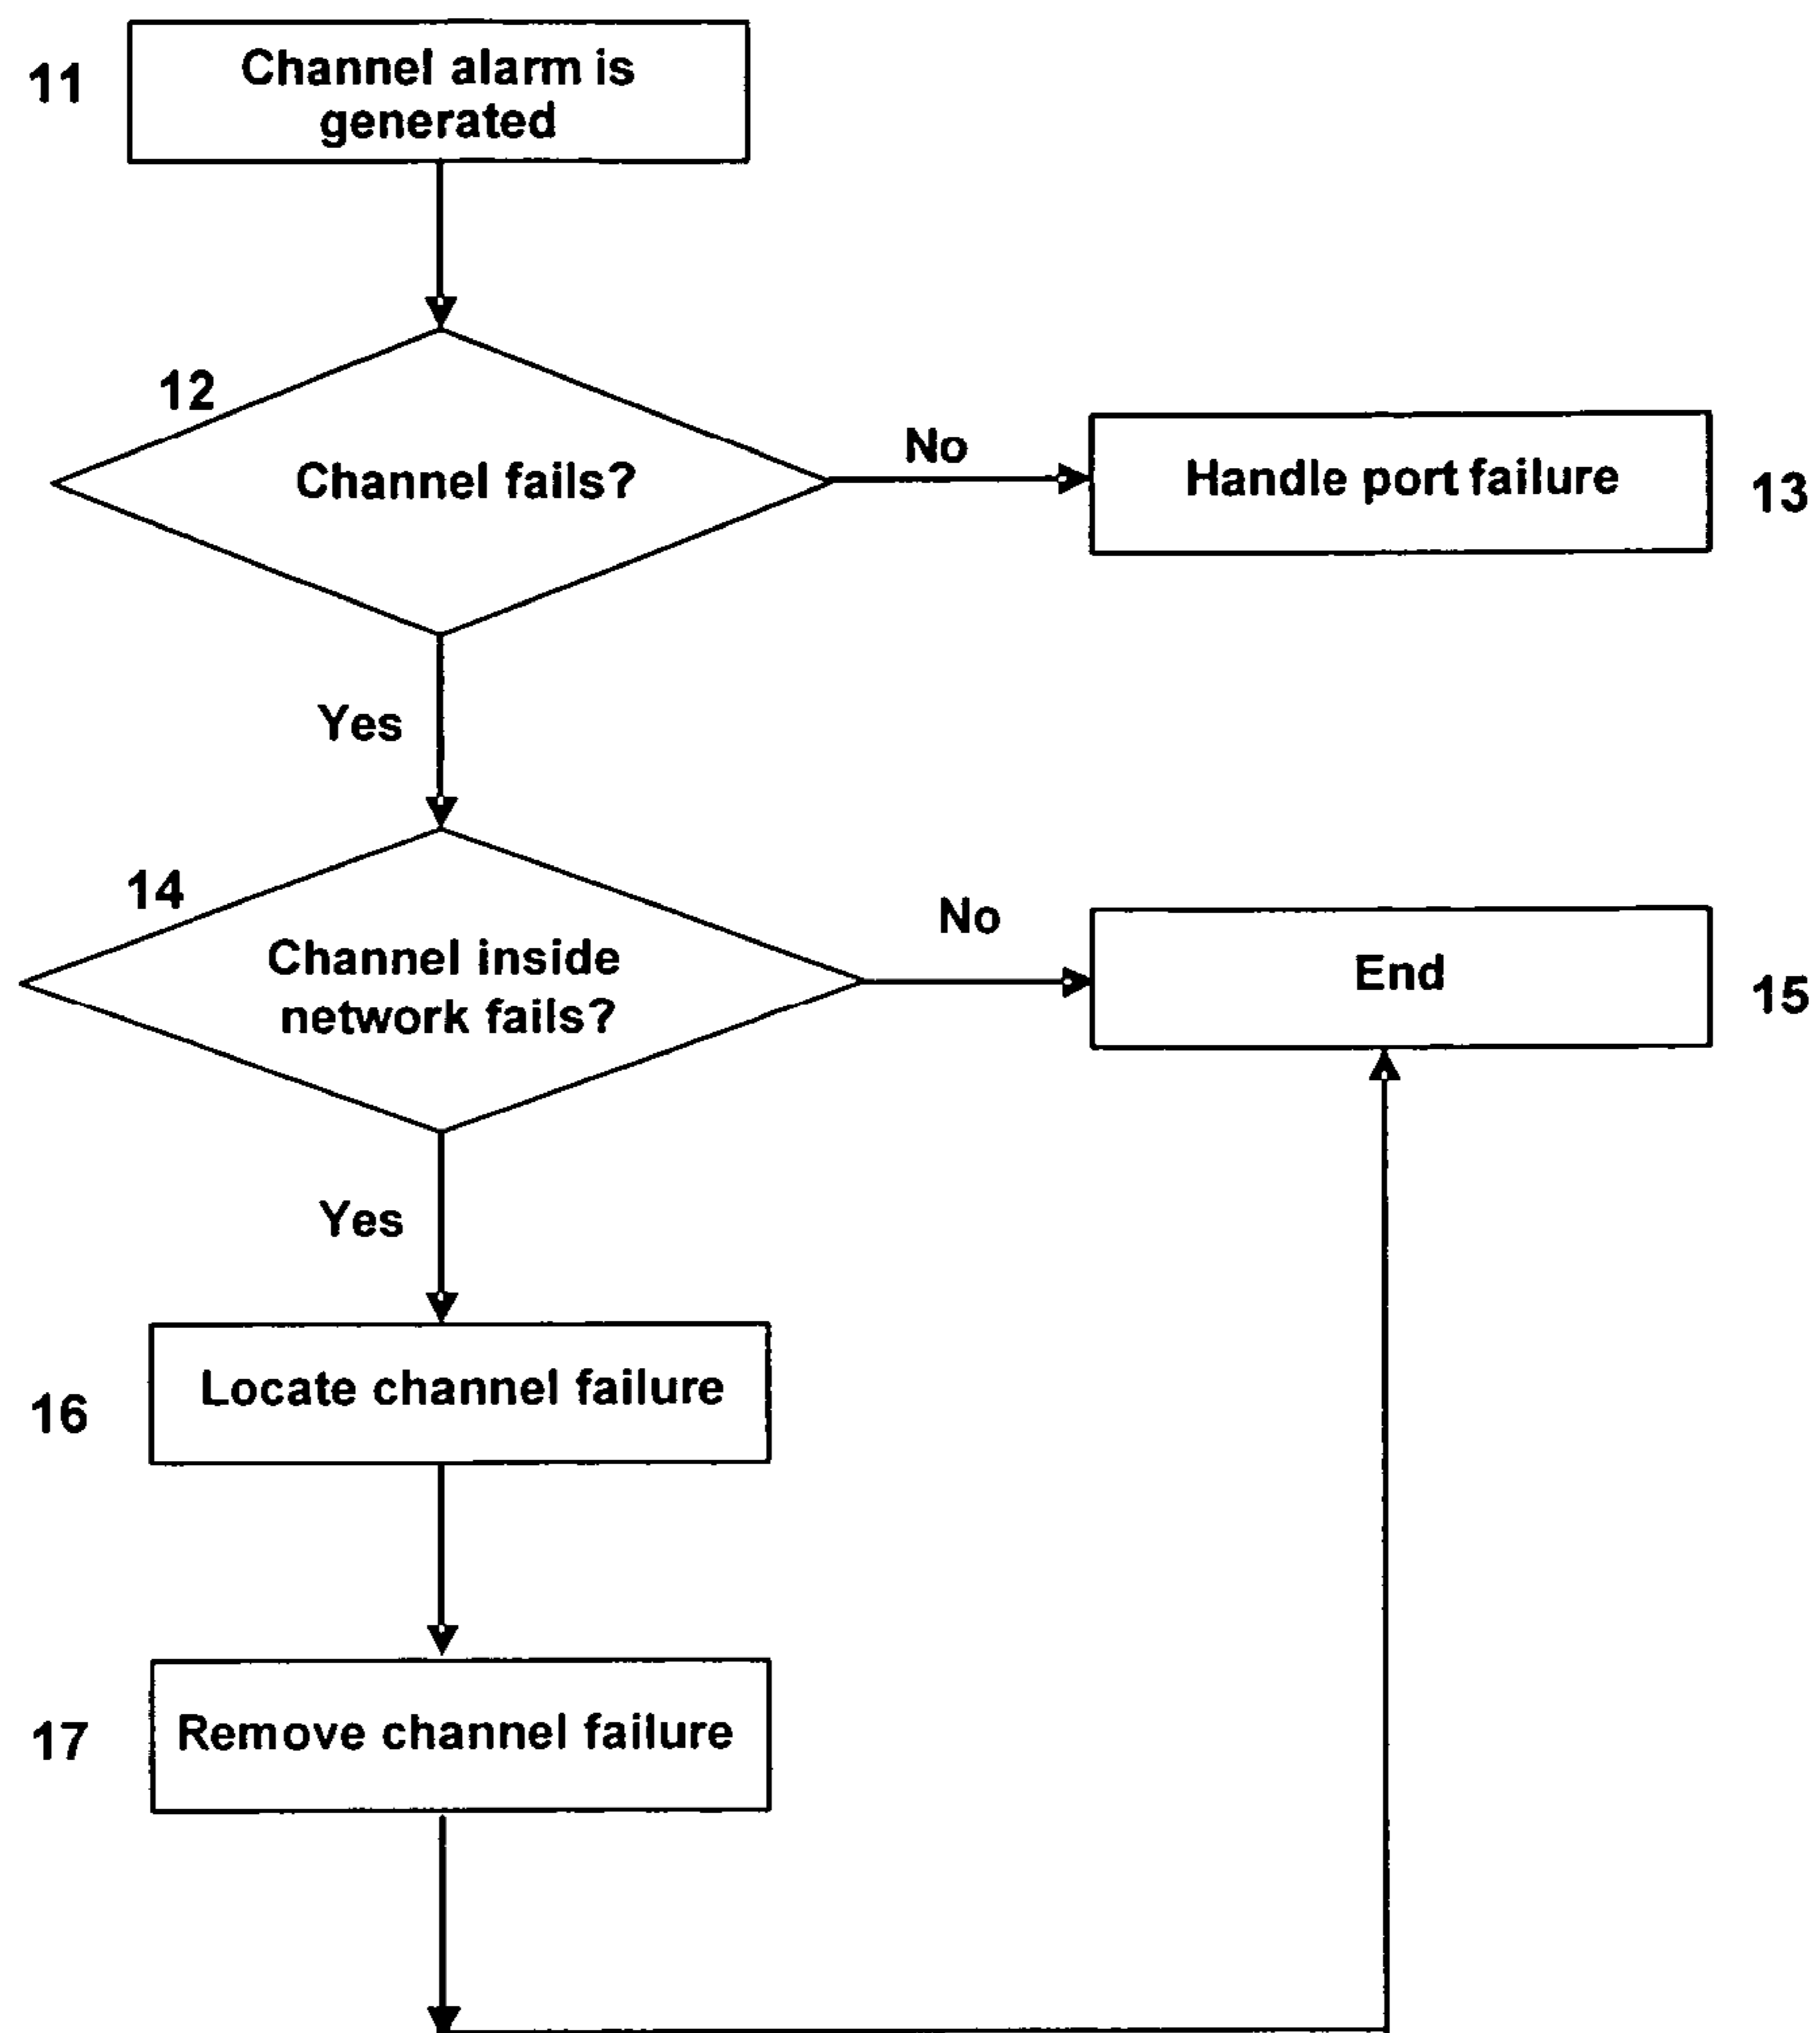 11
Channel alarm is
generated
12
Channel fails?
No
Handle port failure
13
Yes
14
Channel inside
network fails?
No
End
15
Yes
16
Locate channel failure
17
Remove channel failure